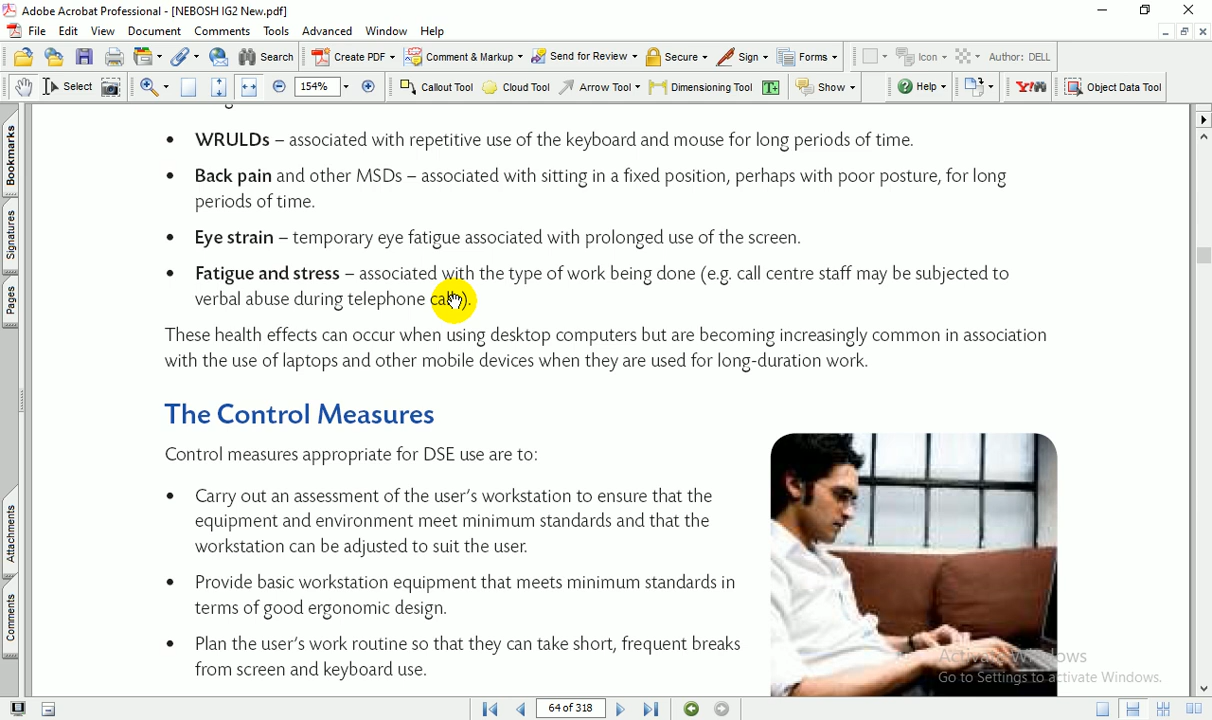 Adobe Acrobat Professional - [NEBOSH IG2 New.pdf]
File Edit View Document Comments Forms Tools Advanced Window Help
Search Create PDF Comment & Markup Send for Review Secure Sign Forms Icon Author: DELL
Select 154% Callout Tool Cloud Tool Arrow Tool Dimensioning Tool T Show Help Y! Object Data Tool
Bookmarks
Signatures
Pages
Attachments
Comments
• WRULDs – associated with repetitive use of the keyboard and mouse for long periods of time.
• Back pain and other MSDs – associated with sitting in a fixed position, perhaps with poor posture, for long
periods of time.
• Eye strain – temporary eye fatigue associated with prolonged use of the screen.
• Fatigue and stress – associated with the type of work being done (e.g. call centre staff may be subjected to
verbal abuse during telephone calls).
These health effects can occur when using desktop computers but are becoming increasingly common in association
with the use of laptops and other mobile devices when they are used for long-duration work.
The Control Measures
Control measures appropriate for DSE use are to:
• Carry out an assessment of the user's workstation to ensure that the
equipment and environment meet minimum standards and that the
workstation can be adjusted to suit the user.
• Provide basic workstation equipment that meets minimum standards in
terms of good ergonomic design.
• Plan the user's work routine so that they can take short, frequent breaks
from screen and keyboard use.
Activate Windows
Go to Settings to activate Windows.
64 of 318